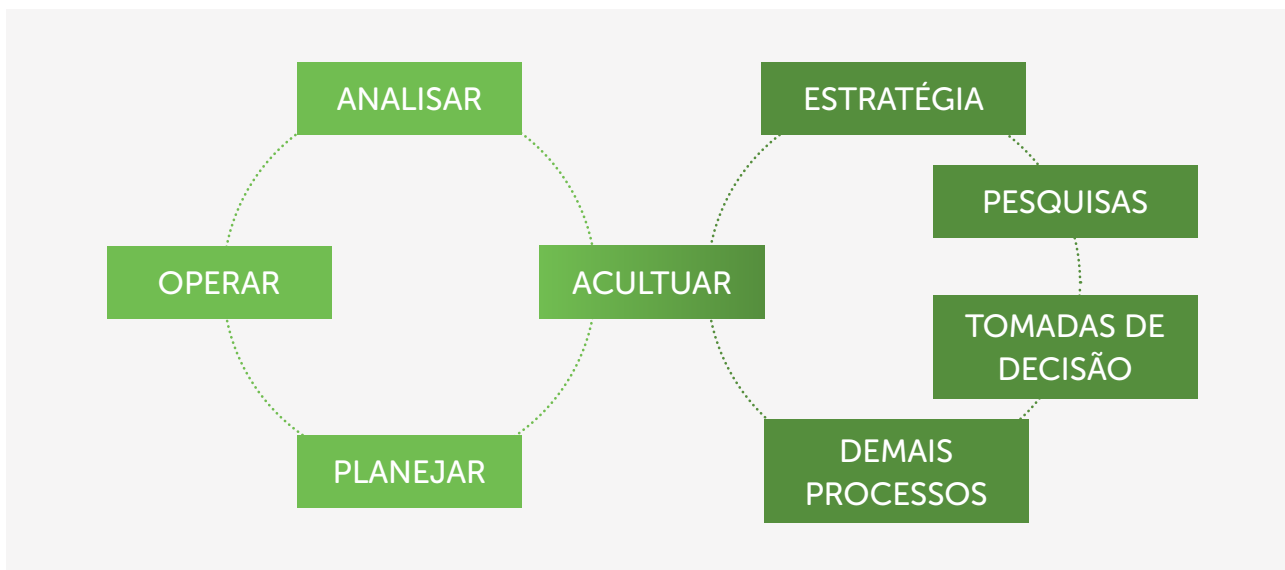 ANALISAR
OPERAR
ACULTUAR
PLANEJAR
ESTRATÉGIA
PESQUISAS
TOMADAS DE
DECISÃO
DEMAIS
PROCESSOS